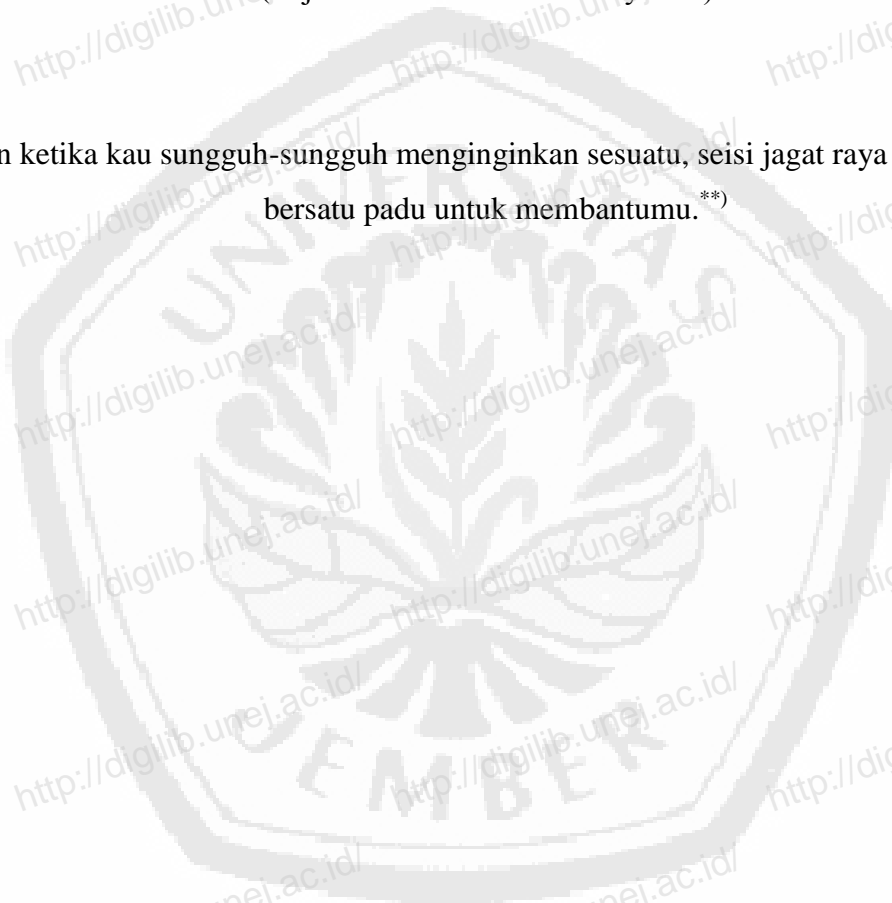 n ketika kau sungguh-sungguh menginginkan sesuatu, seisi jagat raya
bersatu padu untuk membantumu.**)
UNIVERSITAS
JEMBER
http://digilib.unej.ac.id/
http://digilib.unej.ac.id/
http://digilib.unej.ac.id/
http://digilib.unej.ac.id/
http://digilib.unej.ac.id/
http://digilib.unej.ac.id/
http://digilib.unej.ac.id/
http://digilib.unej.ac.id/